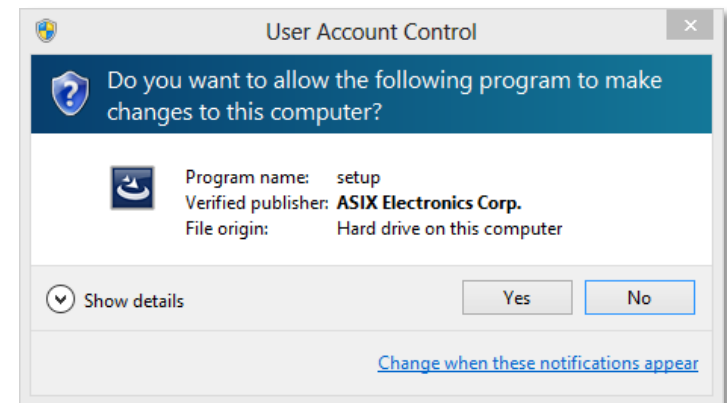 User Account Control
Do you want to allow the following program to make
changes to this computer?
Program name: setup
Verified publisher: ASIX Electronics Corp.
File origin: Hard drive on this computer
Show details
Yes
No
Change when these notifications appear